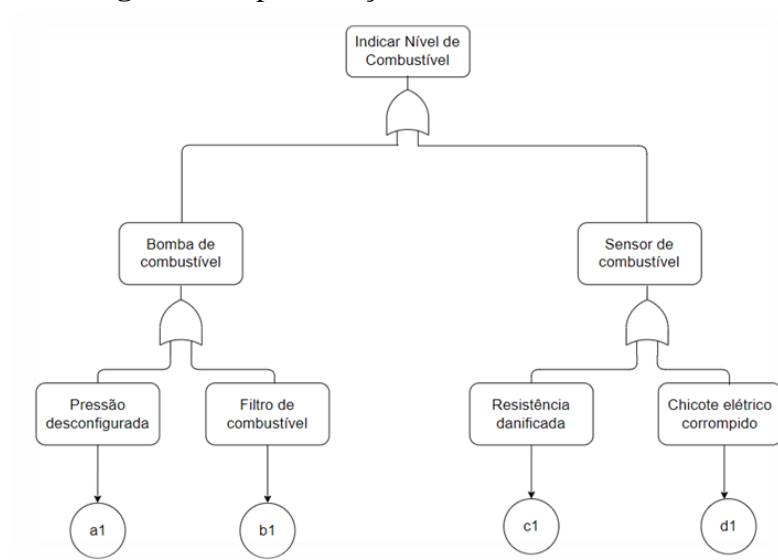 Indicar Nível de
Combustível
Bomba de
combustível
Sensor de
combustível
Pressão
desconfigurada
Filtro de
combustível
Resistência
danificada
Chicote elétrico
corrompido
a1
b1
c1
d1